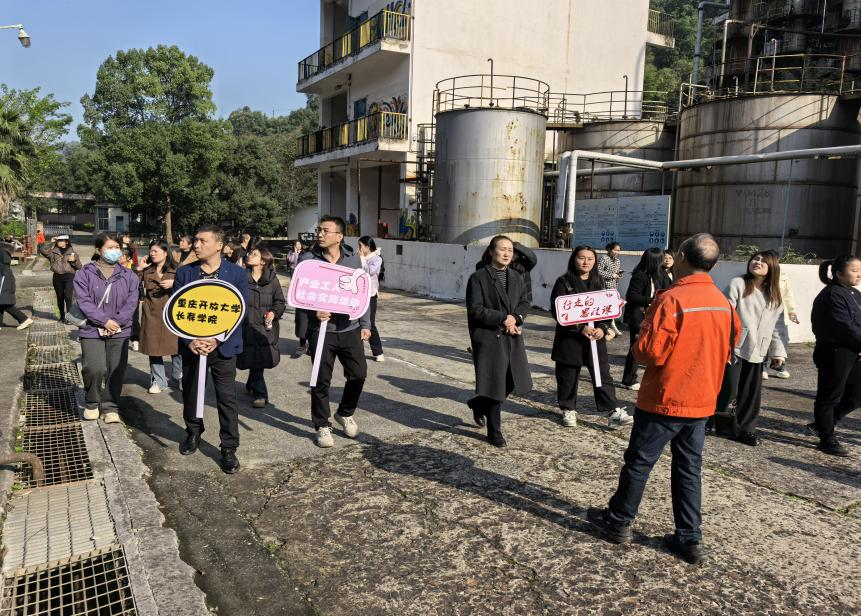 重庆开放大学
长寿学院
产业工人
社会实践活动
行走的思政课